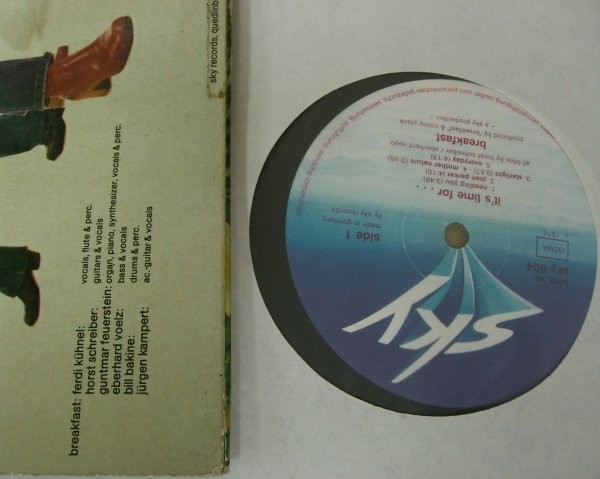 breakfast: ferdi kühnel: vocals, flute & perc.
horst schreiber: guitars & vocals
guntmar feuerstein: organ, piano, synthesizer, vocals & perc.
eberhard voelz: bass & vocals
bill bakine: drums & perc.
jürgen kampert: ac.-guitar & vocals
sky records, quedlinb
it's time for . . .
breakfast
1. needing you (3:48)
2. joan parker (4:10)
3. starlight (3:57) · 4. mother nature (2:35)
5. everyday (4:13)
all titles by horst schreiber / eberhard voelz
produced by "breakfast" & conny plank
– a sky production –
side 1
made in germany
by sky records
best. nr.
sky 004
GEMA
℗ 1976
SKY